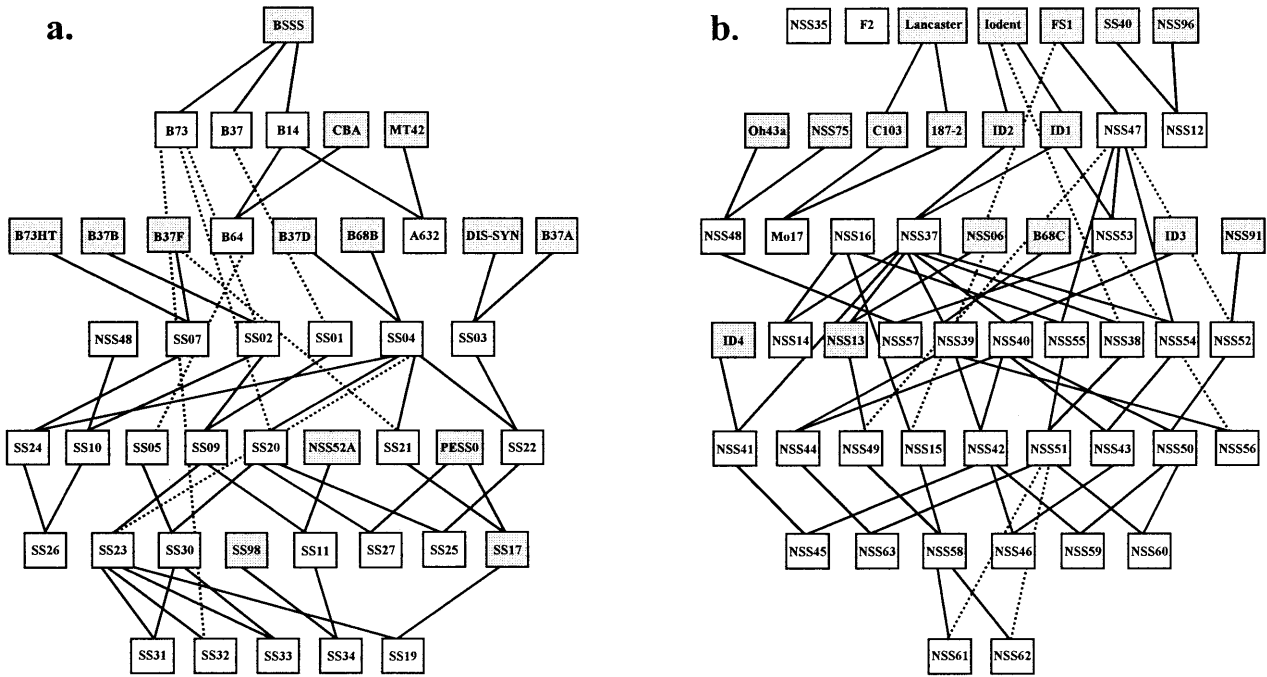 a.
BSSS
B73 B37 B14 CBA MT42
B73HT B37B B37F B64 B37D B68B A632 DIS-SYN B37A
NSS48 SS07 SS02 SS01 SS04 SS03
SS24 SS10 SS05 SS09 SS20 NSS52A SS21 PESS0 SS22
SS26 SS23 SS30 SS98 SS11 SS27 SS25 SS17
SS31 SS32 SS33 SS34 SS19
b.
NSS35 F2 Lancaster Iodent FS1 SS40 NSS96
Oh43a NSS75 C103 187-2 ID2 ID1 NSS47 NSS12
NSS48 Mo17 NSS16 NSS37 NSS06 B68C NSS53 ID3 NSS91
ID4 NSS14 NSS13 NSS57 NSS39 NSS40 NSS55 NSS38 NSS54 NSS52
NSS41 NSS44 NSS49 NSS15 NSS42 NSS51 NSS43 NSS50 NSS56
NSS45 NSS63 NSS58 NSS46 NSS59 NSS60
NSS61 NSS62